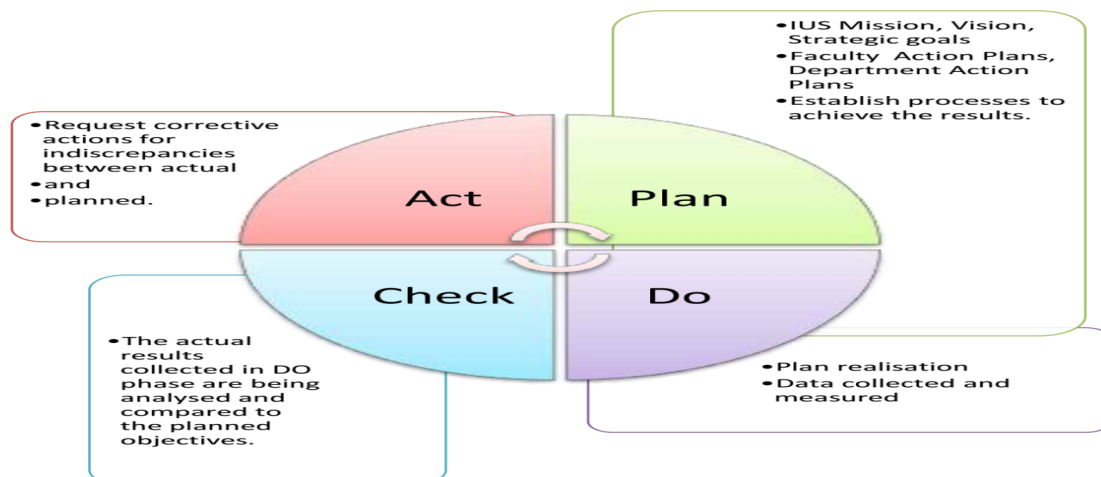 •IUS Mission, Vision,
Strategic goals
•Faculty Action Plans,
Department Action
Plans
•Establish processes to
achieve the results.
•Request corrective
actions for
indiscrepancies
between actual
•and
•planned.
Act
Plan
Check
Do
•The actual
results
collected in DO
phase are being
analysed and
compared to
the planned
objectives.
•Plan realisation
•Data collected and
measured